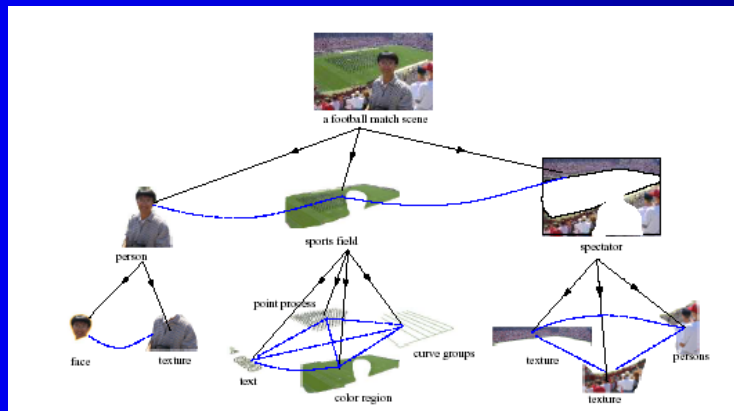 a football match scene
sports field
spectator
person
point process
face
texture
text
color region
curve groups
texture
texture
persons